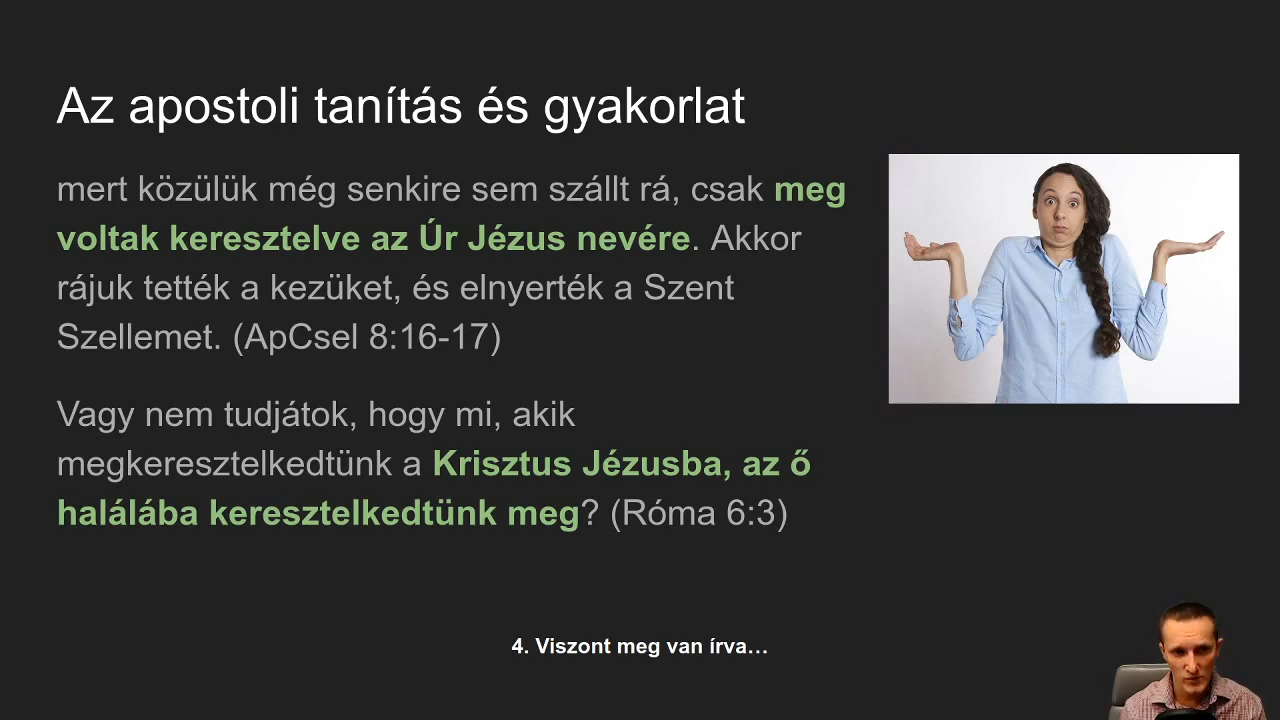 Az apostoli tanítás és gyakorlat
mert közülük még senkire sem szállt rá, csak meg
voltak keresztelve az Úr Jézus nevére. Akkor
rájuk tették a kezüket, és elnyerték a Szent
Szellemet. (ApCsel 8:16-17)
Vagy nem tudjátok, hogy mi, akik
megkeresztelkedtünk a Krisztus Jézusba, az ő
halálába keresztelkedtünk meg? (Róma 6:3)
4. Viszont meg van írva…